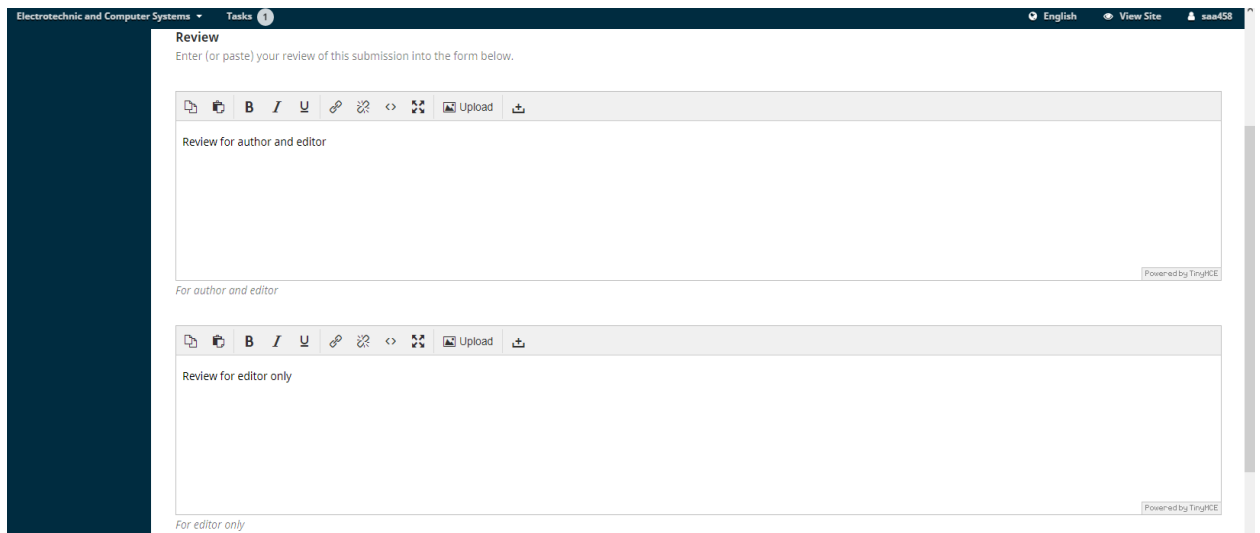 Electrotechnic and Computer Systems Tasks 1 English View Site saa458
Review
Enter (or paste) your review of this submission into the form below.
B I U Upload
Review for author and editor
Powered by TinyMCE
For author and editor
B I U Upload
Review for editor only
Powered by TinyMCE
For editor only